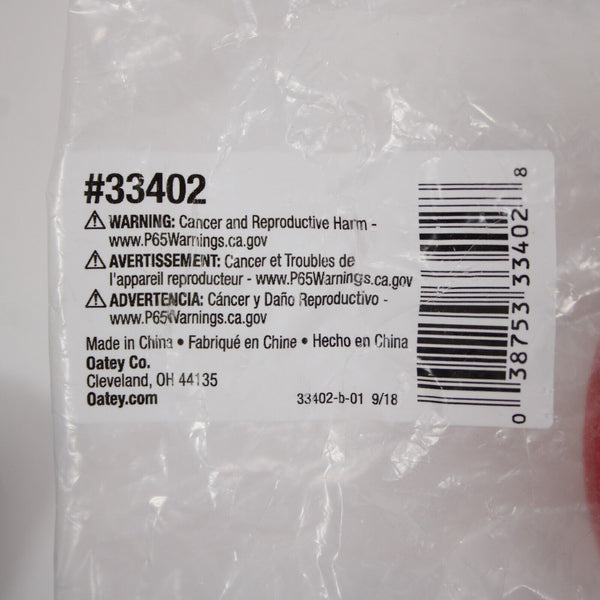 #33402
⚠ WARNING: Cancer and Reproductive Harm -
www.P65Warnings.ca.gov
⚠ AVERTISSEMENT: Cancer et Troubles de
l'appareil reproducteur - www.P65Warnings.ca.gov
⚠ ADVERTENCIA: Cáncer y Daño Reproductivo -
www.P65Warnings.ca.gov
Made in China • Fabriqué en Chine • Hecho en China
Oatey Co.
Cleveland, OH 44135
Oatey.com
33402-b-01 9/18
0 38753 33402 8